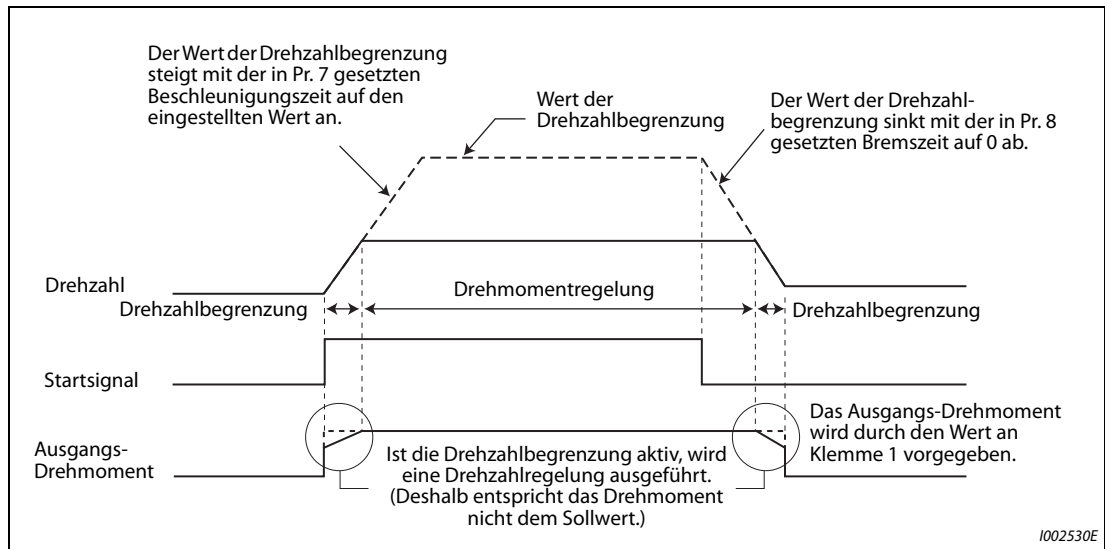 Der Wert der Drehzahlbegrenzung
steigt mit der in Pr. 7 gesetzten
Beschleunigungszeit auf den
eingestellten Wert an.
Wert der
Drehzahlbegrenzung
Der Wert der Drehzahl-
begrenzung sinkt mit der in Pr. 8
gesetzten Bremszeit auf 0 ab.
Drehzahl
Drehzahlbegrenzung
Drehmomentregelung
Drehzahlbegrenzung
Startsignal
Ausgangs-
Drehmoment
Ist die Drehzahlbegrenzung aktiv, wird
eine Drehzahlregelung ausgeführt.
(Deshalb entspricht das Drehmoment
nicht dem Sollwert.)
Das Ausgangs-Drehmoment
wird durch den Wert an
Klemme 1 vorgegeben.
I002530E